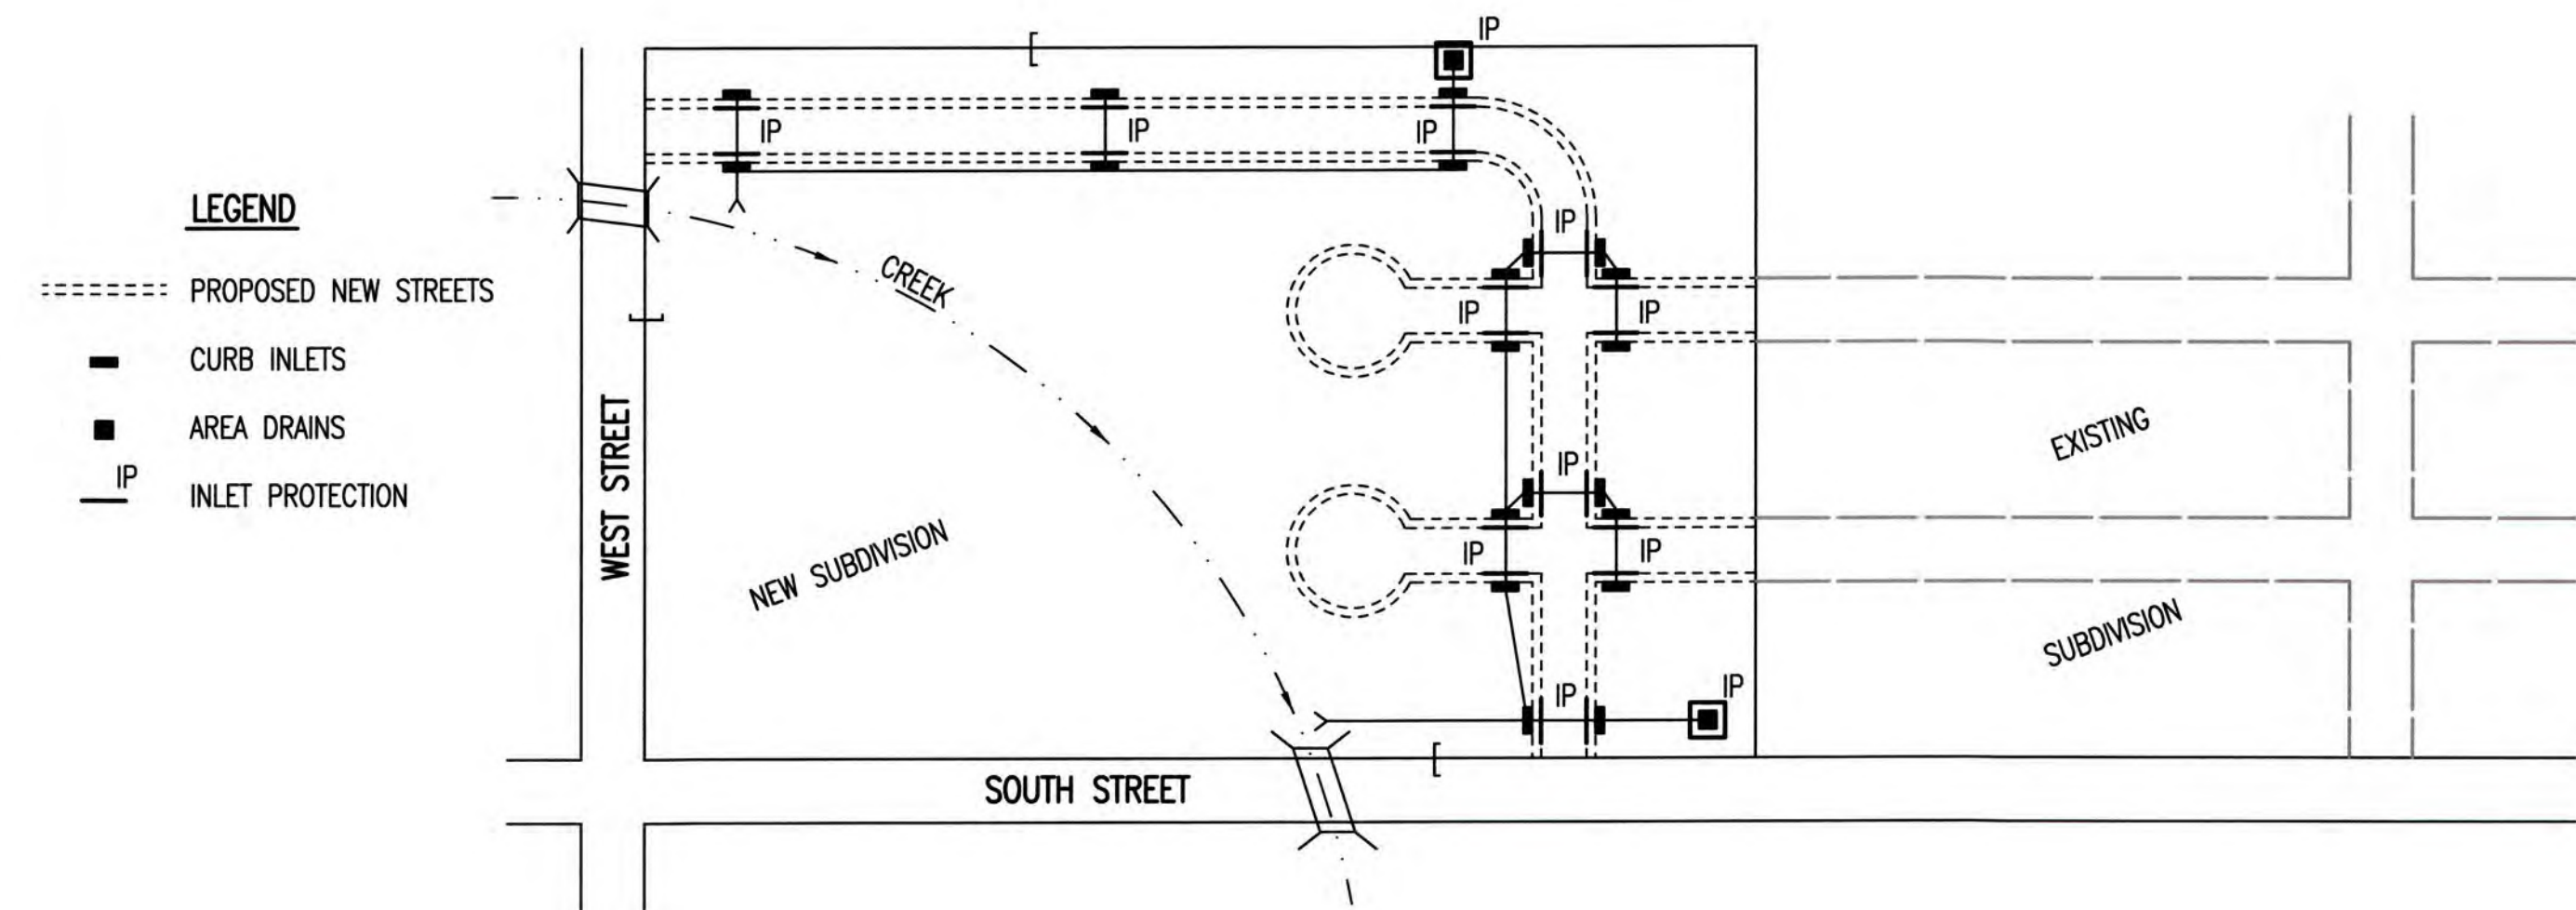 IP
IP
IP
IP
LEGEND
PROPOSED NEW STREETS
CURB INLETS
AREA DRAINS
IP
INLET PROTECTION
WEST STREET
CREEK
NEW SUBDIVISION
IP
IP
IP
IP
IP
IP
IP
IP
EXISTING
SUBDIVISION
SOUTH STREET